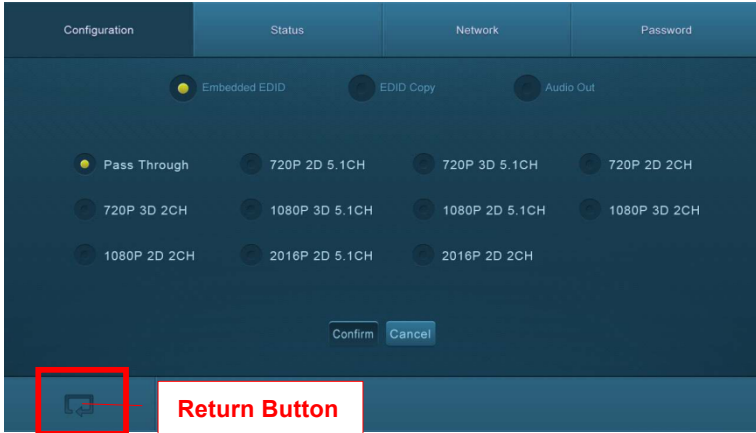 Configuration Status Network Password
Embedded EDID EDID Copy Audio Out
Pass Through 720P 2D 5.1CH 720P 3D 5.1CH 720P 2D 2CH
720P 3D 2CH 1080P 3D 5.1CH 1080P 2D 5.1CH 1080P 3D 2CH
1080P 2D 2CH 2016P 2D 5.1CH 2016P 2D 2CH
Confirm Cancel
Return Button